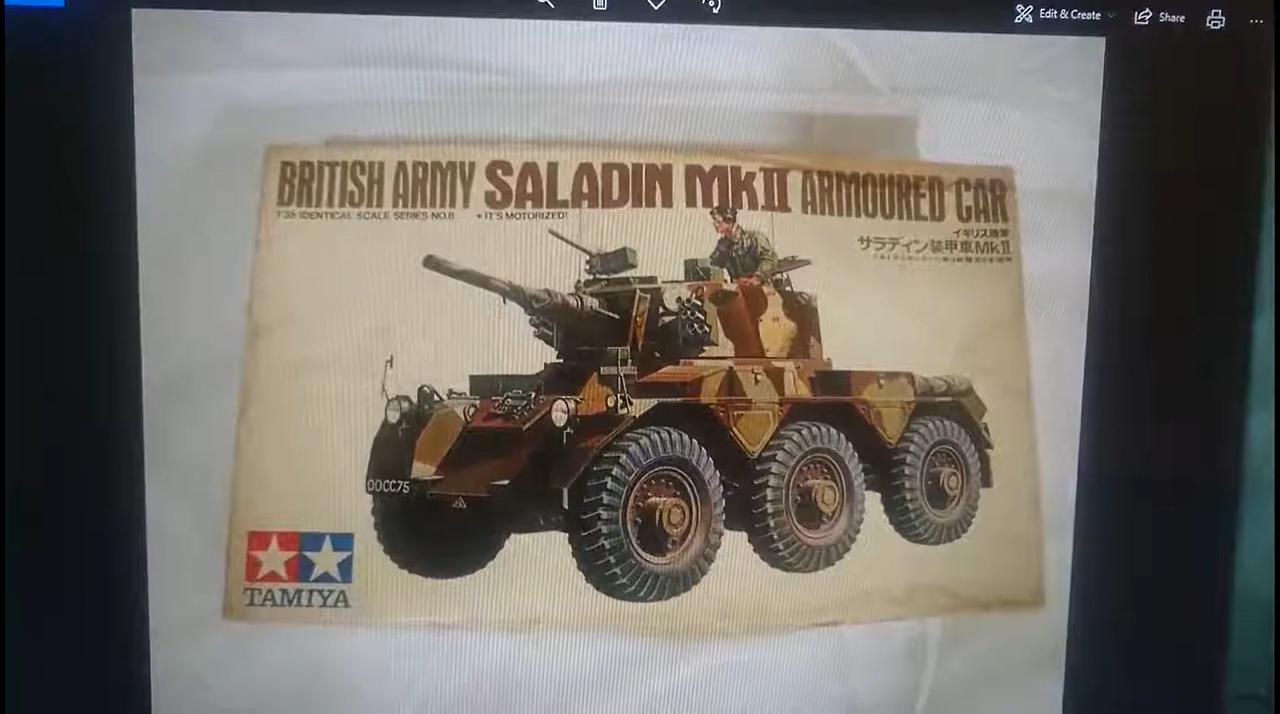 Edit & Create
Share
BRITISH ARMY SALADIN MkII ARMOURED CAR
1/35 IDENTICAL SCALE SERIES NO.8 • IT'S MOTORIZED!
イギリス陸軍
サラディン装甲車MkII
00CC75
TAMIYA